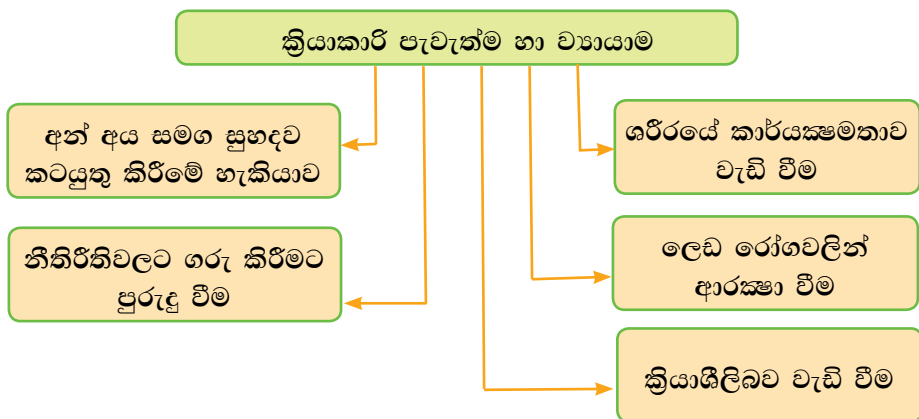 ක්‍රියාකාරි පැවැත්ම හා ව්‍යායාම
අන් අය සමග සුහදව
කටයුතු කිරීමේ හැකියාව
නීතිරීතිවලට ගරු කිරීමට
පුරුදු වීම
ශරීරයේ කාර්යක්‍ෂමතාව
වැඩි වීම
ලෙඩ රෝගවලින්
ආරක්‍ෂා වීම
ක්‍රියාශීලිබව වැඩි වීම